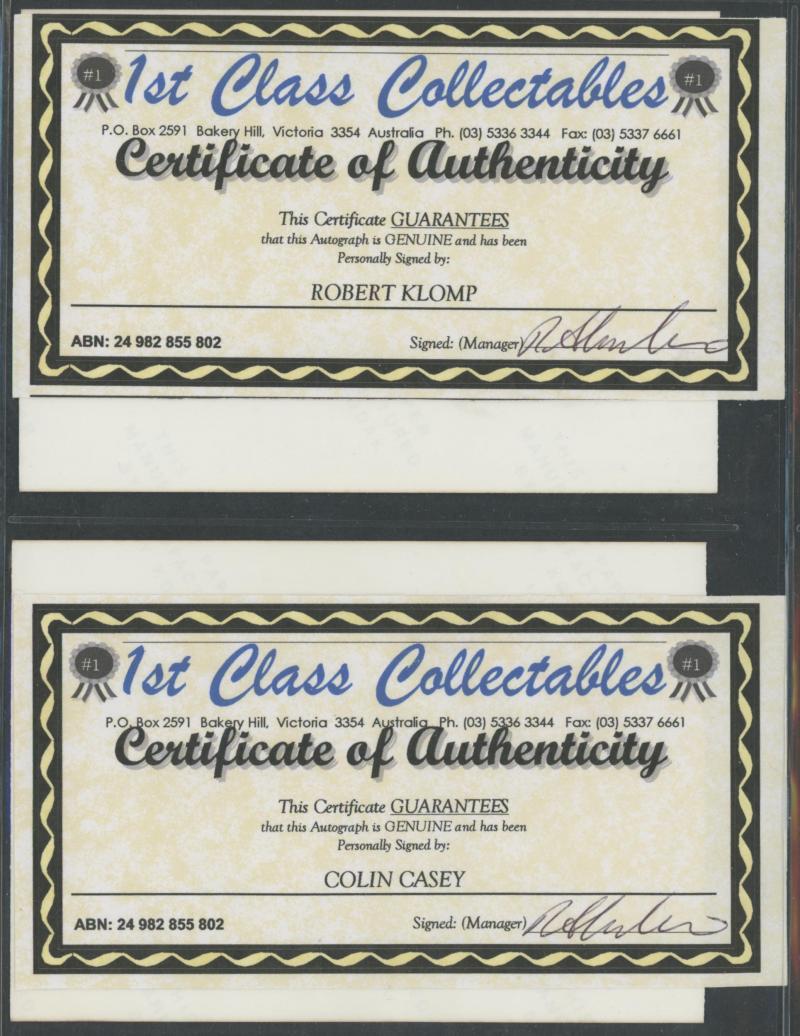 #1 1st Class Collectables #1
P.O. Box 2591 Bakery Hill, Victoria 3354 Australia Ph. (03) 5336 3344 Fax: (03) 5337 6661
Certificate of Authenticity
This Certificate GUARANTEES
that this Autograph is GENUINE and has been
Personally Signed by:
ROBERT KLOMP
ABN: 24 982 855 802 Signed: (Manager)
#1 1st Class Collectables #1
P.O. Box 2591 Bakery Hill, Victoria 3354 Australia Ph. (03) 5336 3344 Fax: (03) 5337 6661
Certificate of Authenticity
This Certificate GUARANTEES
that this Autograph is GENUINE and has been
Personally Signed by:
COLIN CASEY
ABN: 24 982 855 802 Signed: (Manager)